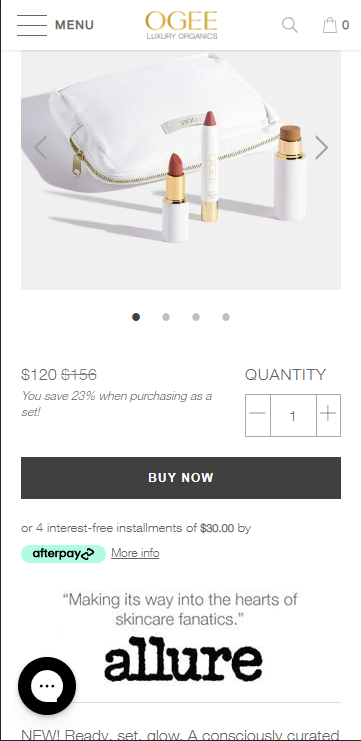 MENU
OGEE
LUXURY ORGANICS
0
$120 $156
You save 23% when purchasing as a
set!
QUANTITY
1
BUY NOW
or 4 interest-free installments of $30.00 by
afterpay More info
“Making its way into the hearts of
skincare fanatics.”
allure
NEW! Ready, set, glow. A consciously curated